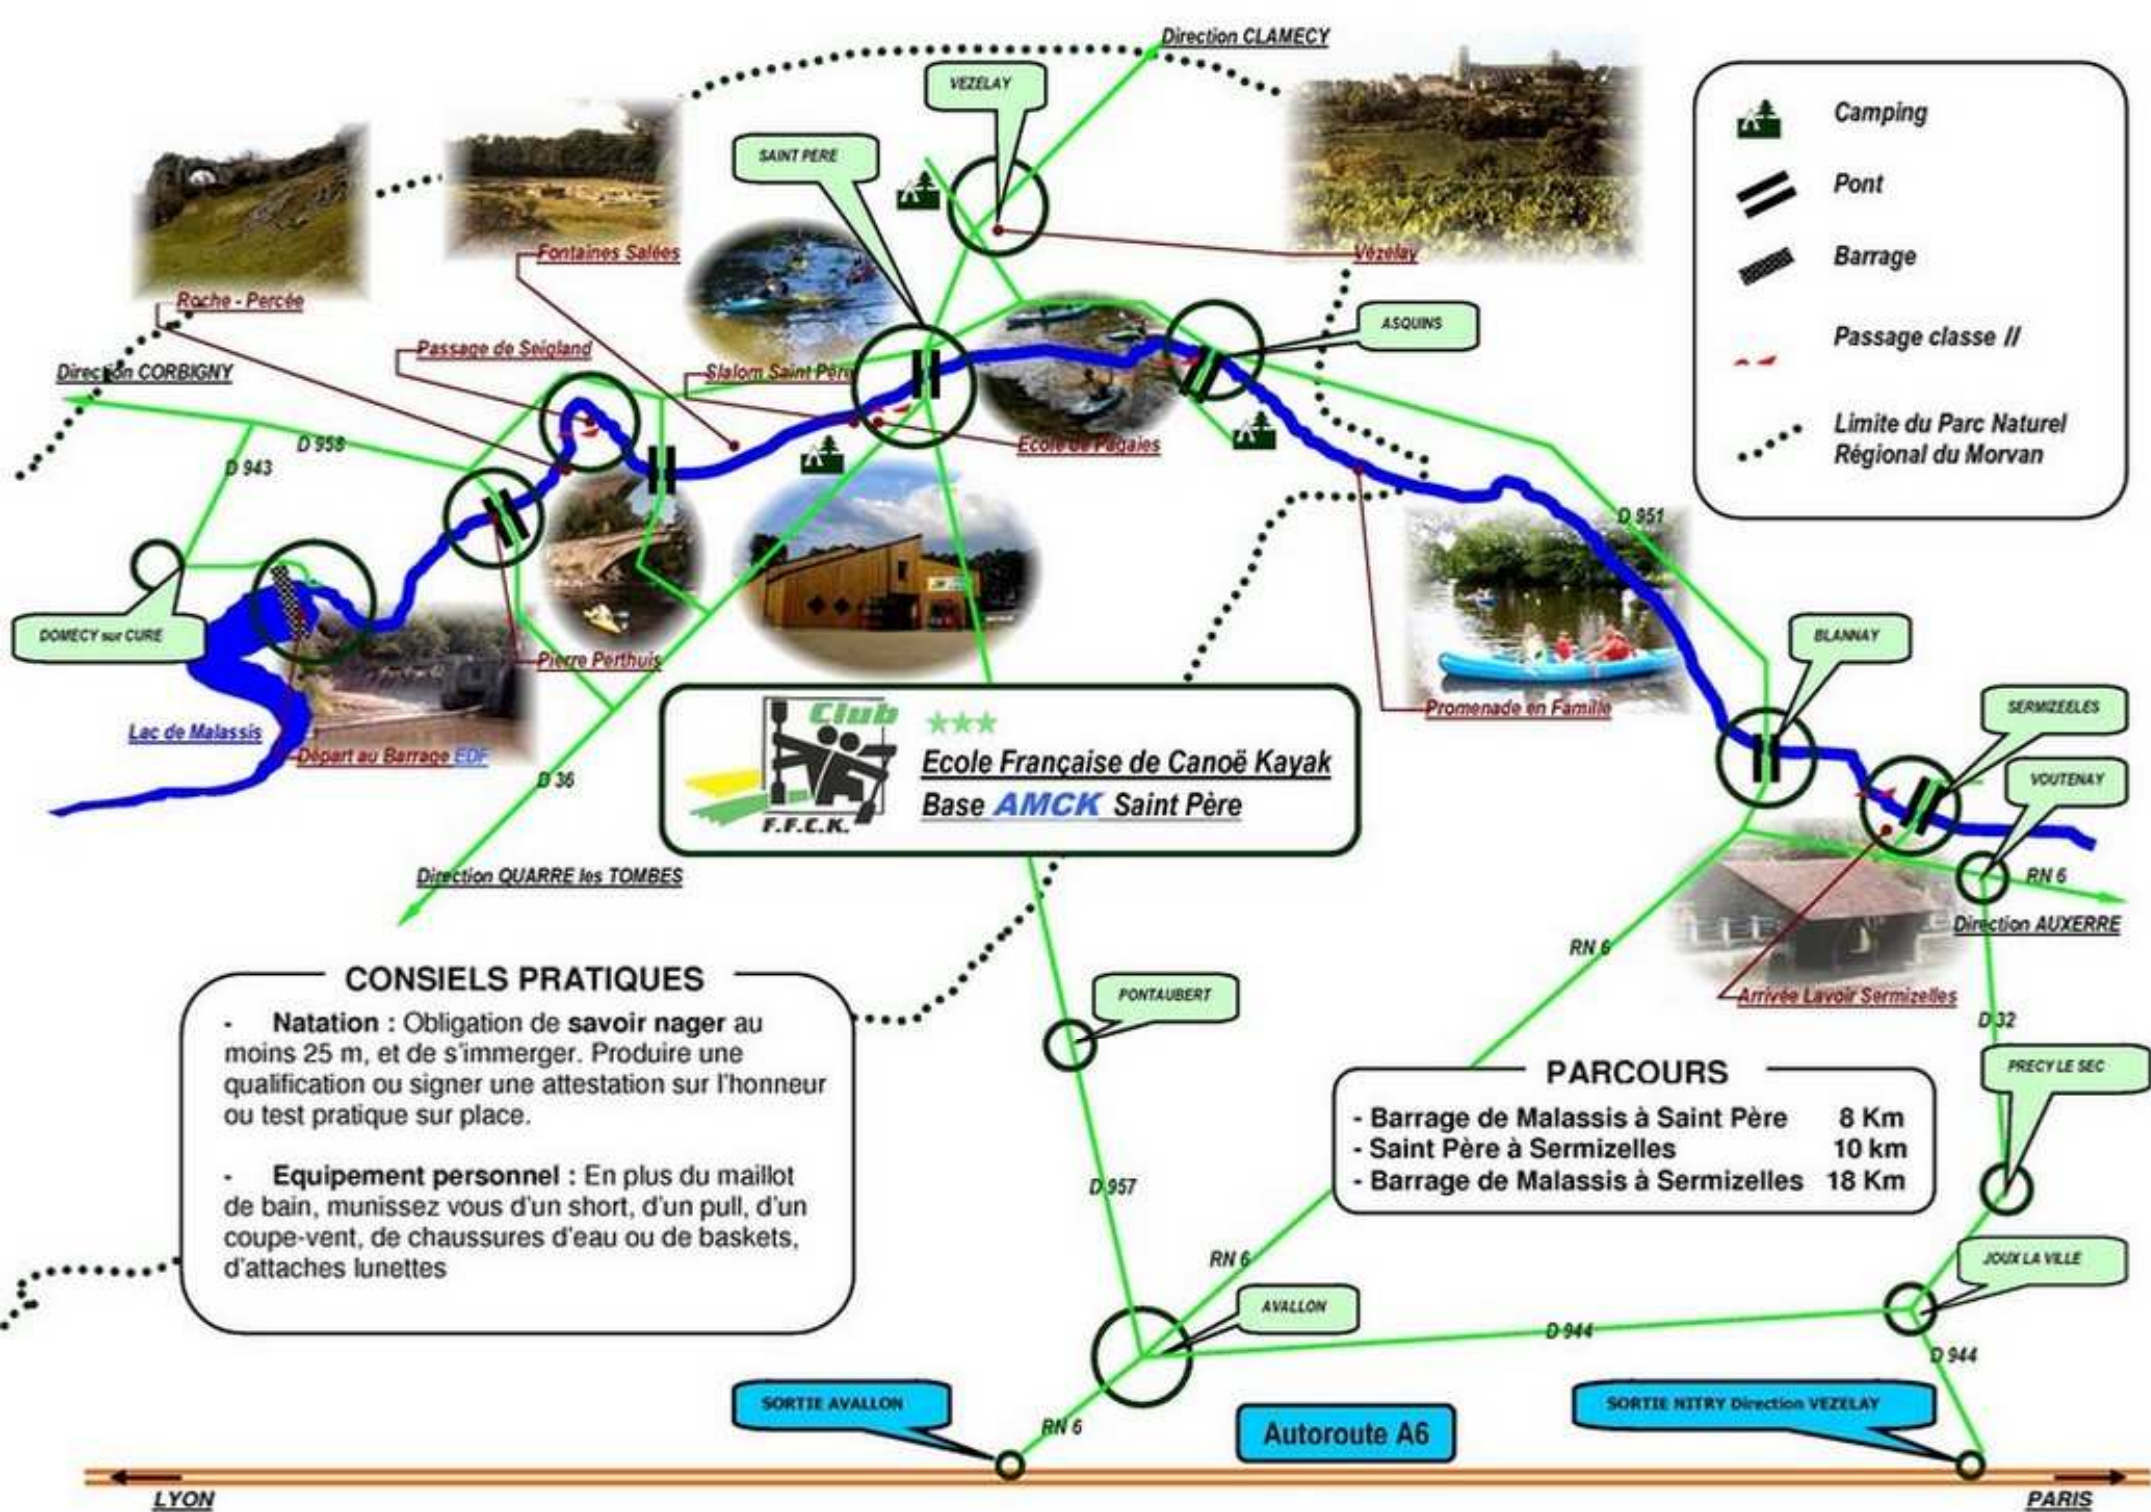 Direction CLAMECY
VEZELAY
SAINT PERE
Camping
Pont
Barrage
Passage classe II
Limite du Parc Naturel
Régional du Morvan
Fontaines Salées
Vézelay
Roche - Percée
Passage de Seigland
ASQUINS
Direction CORBIGNY
Slalom Saint Père
Ecole de Pagaies
D 958
D 943
D 951
DOMECY sur CURE
Pierre Perthuis
BLANNAY
Lac de Malassis
Départ au Barrage EDF
Promenade en Famille
SERMIZEELES
VOUTENAY
D 36
Club
F.F.C.K.
Ecole Française de Canoë Kayak
Base AMCK Saint Père
Direction QUARRE les TOMBES
RN 6
Direction AUXERRE
RN 6
Arrivée Lavoir Sermizelles
D 32
PONTAUBERT
CONSIELS PRATIQUES
- Natation : Obligation de savoir nager au
moins 25 m, et de s'immerger. Produire une
qualification ou signer une attestation sur l'honneur
ou test pratique sur place.
- Equipement personnel : En plus du maillot
de bain, munissez vous d'un short, d'un pull, d'un
coupe-vent, de chaussures d'eau ou de baskets,
d'attaches lunettes
PARCOURS
- Barrage de Malassis à Saint Père 8 Km
- Saint Père à Sermizelles 10 km
- Barrage de Malassis à Sermizelles 18 Km
PRECY LE SEC
D 957
RN 6
JOUX LA VILLE
AVALLON
D 944
D 944
SORTIE AVALLON
RN 6
Autoroute A6
SORTIE NITRY Direction VEZELAY
LYON
PARIS